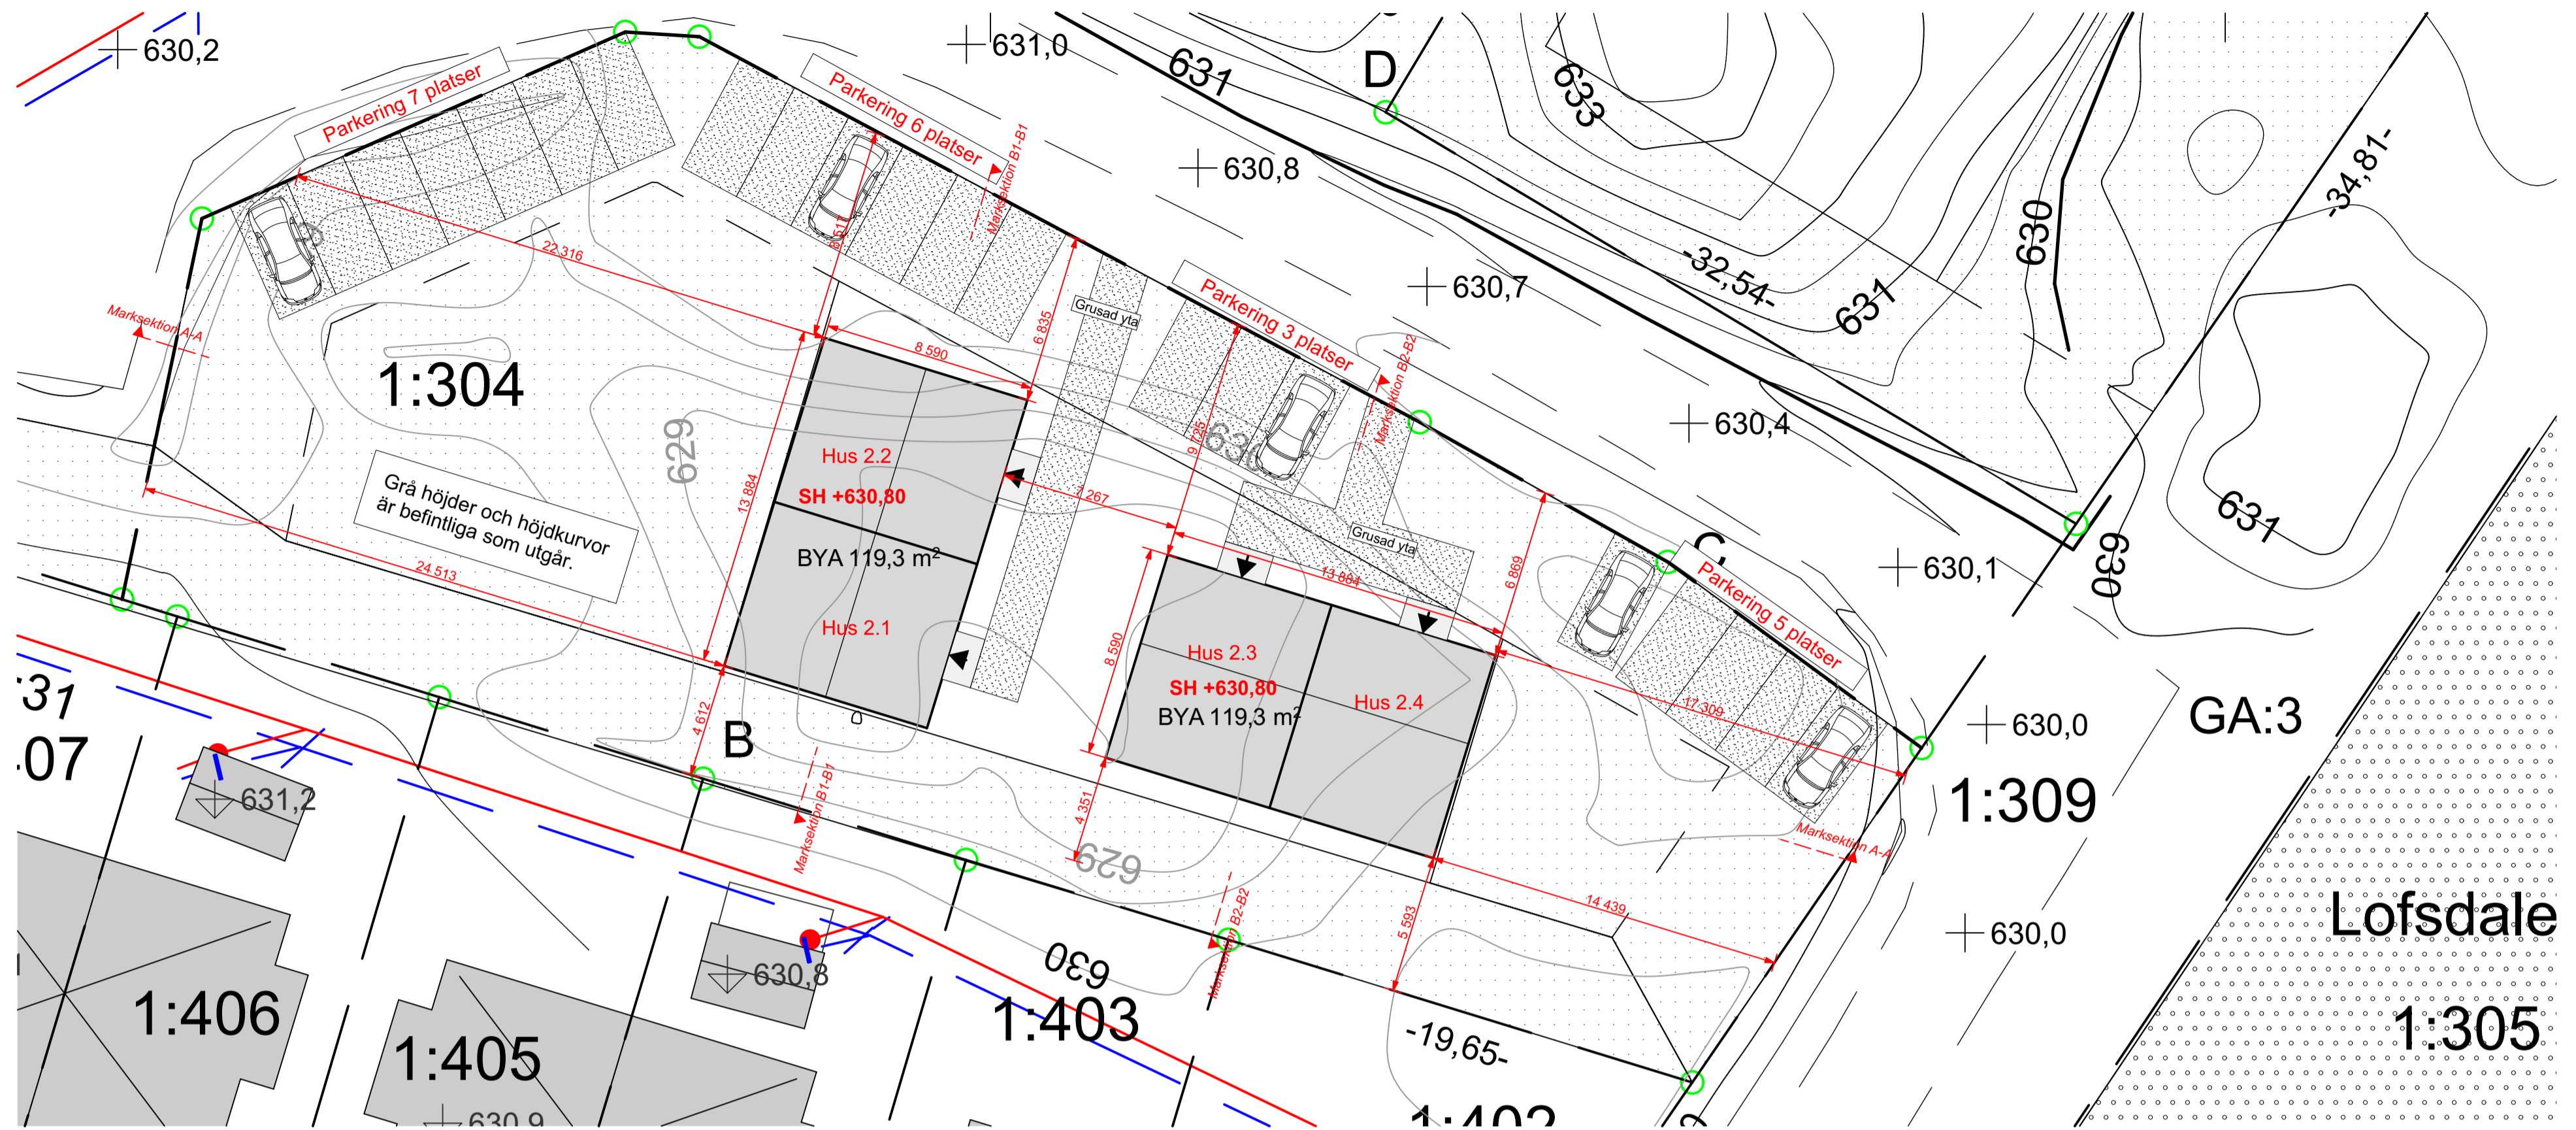 630,2
631,0
D
631
633
Parkering 7 platser
Parkering 6 platser
Marksektion B1-B1
630,8
-34,81-
630
22 316
-32,54-
631
630,7
Marksektion A-A
Grusad yta
6 835
8 590
Parkering 3 platser
Marksektion B2-B2
1:304
629
630,4
9 725
Hus 2.2
SH +630,80
13 884
7 267
Grå höjder och höjdkurvor
är befintliga som utgår.
BYA 119,3 m²
24 513
Grusad yta
13 884
6 869
C
630,1
630
631
Parkering 5 platser
Hus 2.1
8 590
Hus 2.3
SH +630,80
BYA 119,3 m²
Hus 2.4
17 309
4 612
B
GA:3
630,0
1:309
631,2
Marksektion B1-B1
4 351
629
Marksektion A-A
14 439
5 593
Marksektion B2-B2
630,0
Lofsdale
1:305
630,8
630
1:406
1:405
1:403
-19,65-
630,9